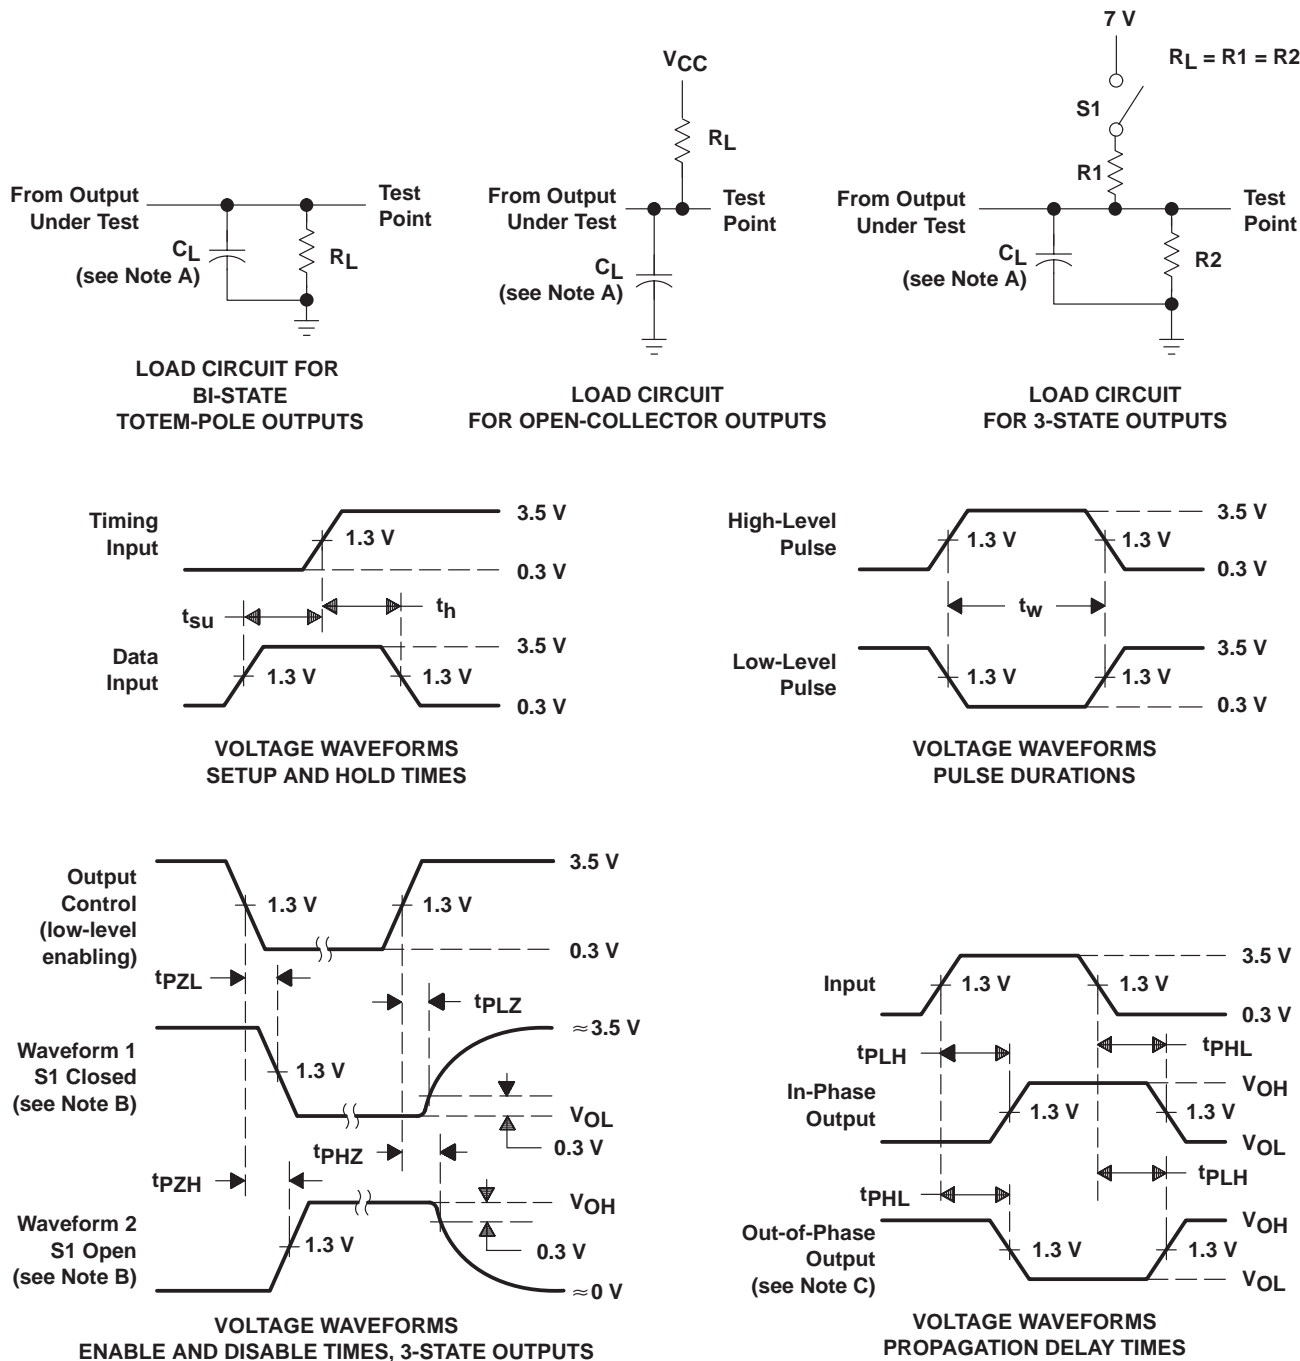 From Output
Under Test
Test
Point
CL
(see Note A)
RL
LOAD CIRCUIT FOR
BI-STATE
TOTEM-POLE OUTPUTS
VCC
RL
From Output
Under Test
Test
Point
CL
(see Note A)
LOAD CIRCUIT
FOR OPEN-COLLECTOR OUTPUTS
7 V
RL = R1 = R2
S1
R1
From Output
Under Test
Test
Point
CL
(see Note A)
R2
LOAD CIRCUIT
FOR 3-STATE OUTPUTS
Timing
Input
1.3 V
3.5 V
0.3 V
tsu
th
Data
Input
1.3 V
1.3 V
3.5 V
0.3 V
VOLTAGE WAVEFORMS
SETUP AND HOLD TIMES
High-Level
Pulse
1.3 V
1.3 V
3.5 V
0.3 V
tw
Low-Level
Pulse
1.3 V
1.3 V
3.5 V
0.3 V
VOLTAGE WAVEFORMS
PULSE DURATIONS
Output
Control
(low-level
enabling)
1.3 V
1.3 V
3.5 V
0.3 V
tPZL
tPLZ
Waveform 1
S1 Closed
(see Note B)
1.3 V
≈3.5 V
VOL
0.3 V
tPHZ
tPZH
Waveform 2
S1 Open
(see Note B)
1.3 V
VOH
0.3 V
≈0 V
VOLTAGE WAVEFORMS
ENABLE AND DISABLE TIMES, 3-STATE OUTPUTS
Input
1.3 V
1.3 V
3.5 V
0.3 V
tPLH
tPHL
In-Phase
Output
1.3 V
1.3 V
VOH
VOL
tPHL
tPLH
Out-of-Phase
Output
(see Note C)
1.3 V
1.3 V
VOH
VOL
VOLTAGE WAVEFORMS
PROPAGATION DELAY TIMES